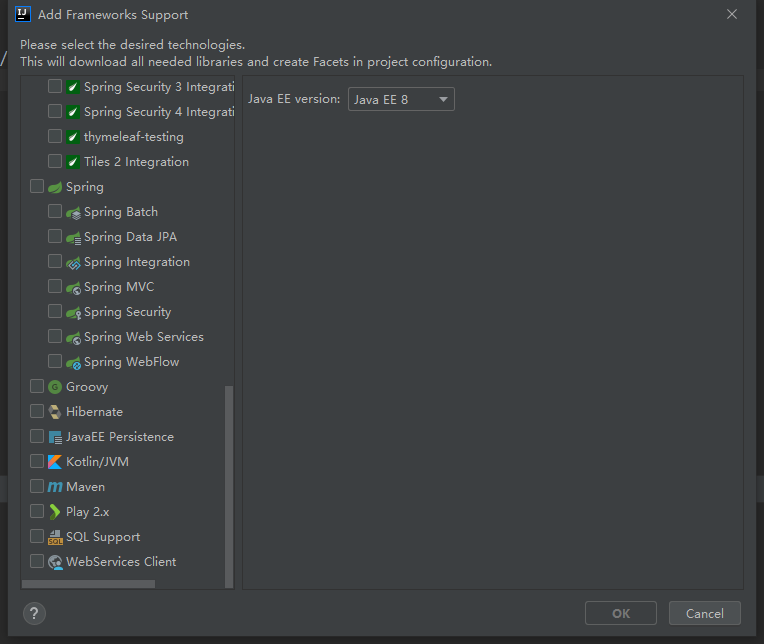 Add Frameworks Support
Please select the desired technologies.
This will download all needed libraries and create Facets in project configuration.
Spring Security 3 Integrati
Spring Security 4 Integrati
thymeleaf-testing
Tiles 2 Integration
Spring
Spring Batch
Spring Data JPA
Spring Integration
Spring MVC
Spring Security
Spring Web Services
Spring WebFlow
Groovy
Hibernate
JavaEE Persistence
Kotlin/JVM
Maven
Play 2.x
SQL Support
WebServices Client
Java EE version: Java EE 8
?
OK Cancel